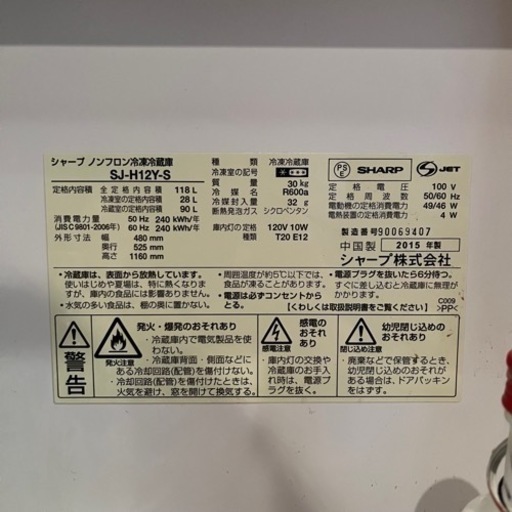 シャープ ノンフロン冷凍冷蔵庫
SJ-H12Y-S
定格内容積 全定格内容積 118 L
冷凍室の容積 28 L
冷蔵室の容積 90 L
消費電力量 50 Hz 240 kWh/年
(JIS C 9801-2006年) 60 Hz 240 kWh/年
外形寸法 幅 480 mm
奥行 525 mm
高さ 1160 mm
種類 冷凍冷蔵庫
冷凍室の記号
質量 30 kg
冷媒名 R600a
冷媒封入量 32 g
断熱発泡ガス シクロペンタン
庫内灯の定格 120V 10W
T20 E12
PS E SHARP JET
定格電圧 100 V
定格周波数 50/60 Hz
電動機の定格消費電力 49/46 W
電熱装置の定格消費電力 4 W
製造番号 90069407
中国製 2015 年製
シャープ株式会社
・冷蔵庫は、表面から放熱しています。
使いはじめや夏場は、特に熱くなりま
すが、庫内の食品には影響ありません。
・水気の多い食品は、棚の奥に置かない。
・周囲温度が約5℃以下では、
食品が凍ることがあります。
・電源は必ずコンセントから
とる。
・電源プラグを抜いたら6分待つ。
すぐに差し込むと冷蔵庫に無理が
かかります。
【くわしくは取扱説明書をご覧ください】
C009
>PP<
警告
発火・爆発のおそれあり
発火注意
・冷蔵庫内で電気製品を使
わない。
・冷蔵庫背面・側面などに
ある冷却回路(配管)を傷つけない。
・冷却回路(配管)を傷付けたときは、
火気を避け、窓を開けて換気する。
感電の
おそれあり
感電注意
・庫内灯の交換や
冷蔵庫のお手
入れ時は、電源
プラグを抜く。
幼児閉じ込めの
おそれあり
閉じ込め注意
・廃棄などで保管するとき、
幼児閉じ込めのおそれが
ある場合は、ドアパッキン
をはずす。